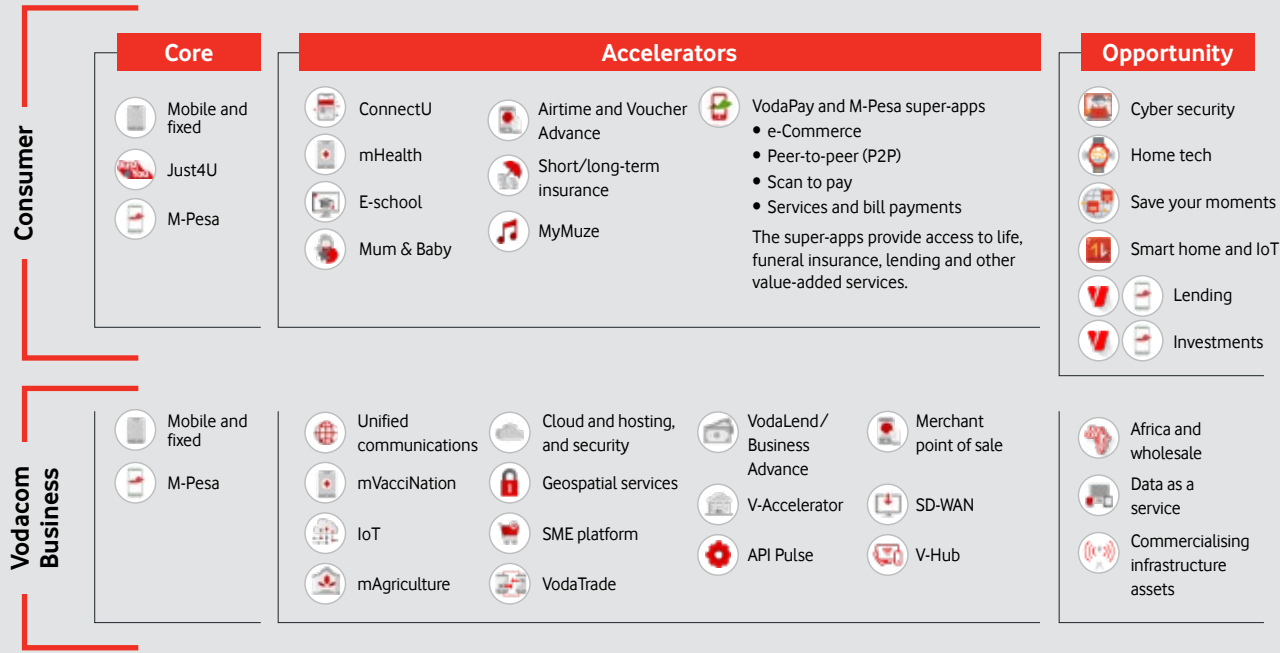 Core
Accelerators
Opportunity
Consumer
Mobile and
fixed
Just4U
M-Pesa
ConnectU
mHealth
E-school
Mum & Baby
Airtime and Voucher
Advance
Short/long-term
insurance
MyMuze
VodaPay and M-Pesa super-apps
• e-Commerce
• Peer-to-peer (P2P)
• Scan to pay
• Services and bill payments
The super-apps provide access to life,
funeral insurance, lending and other
value-added services.
Cyber security
Home tech
Save your moments
Smart home and IoT
Lending
Investments
Vodacom
Business
Mobile and
fixed
M-Pesa
Unified
communications
mVacciNation
IoT
mAgriculture
Cloud and hosting,
and security
Geospatial services
SME platform
VodaTrade
VodaLend/
Business
Advance
V-Accelerator
API Pulse
Merchant
point of sale
SD-WAN
V-Hub
Africa and
wholesale
Data as a
service
Commercialising
infrastructure
assets